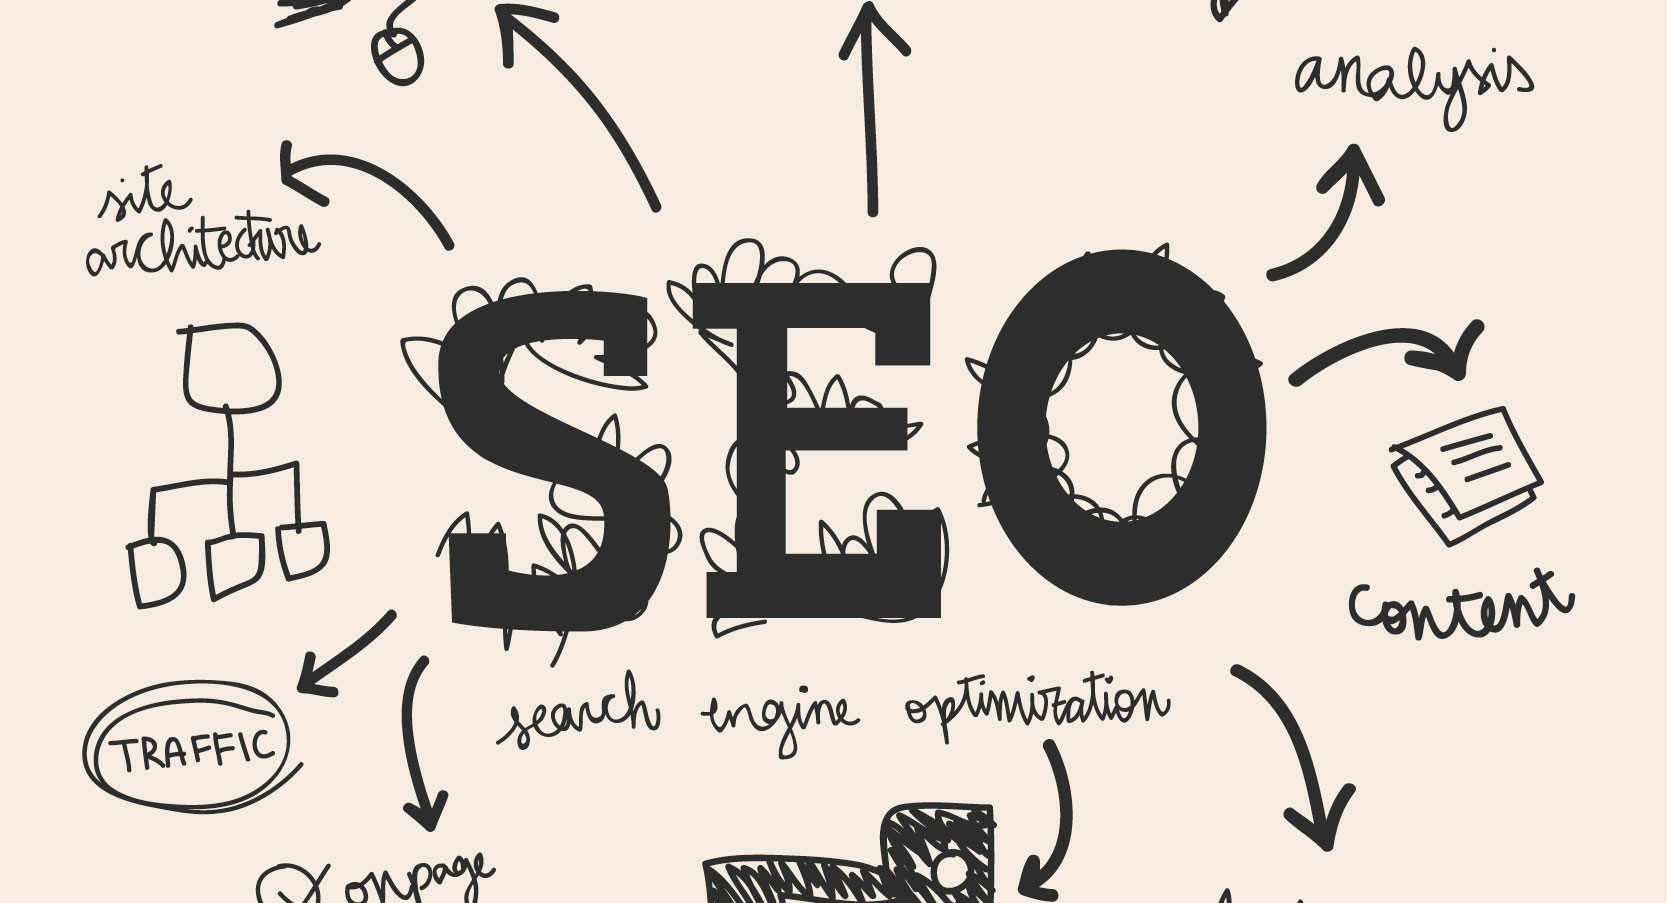 analysis
site
architecture
SEO
content
search engine optimization
TRAFFIC
onpage